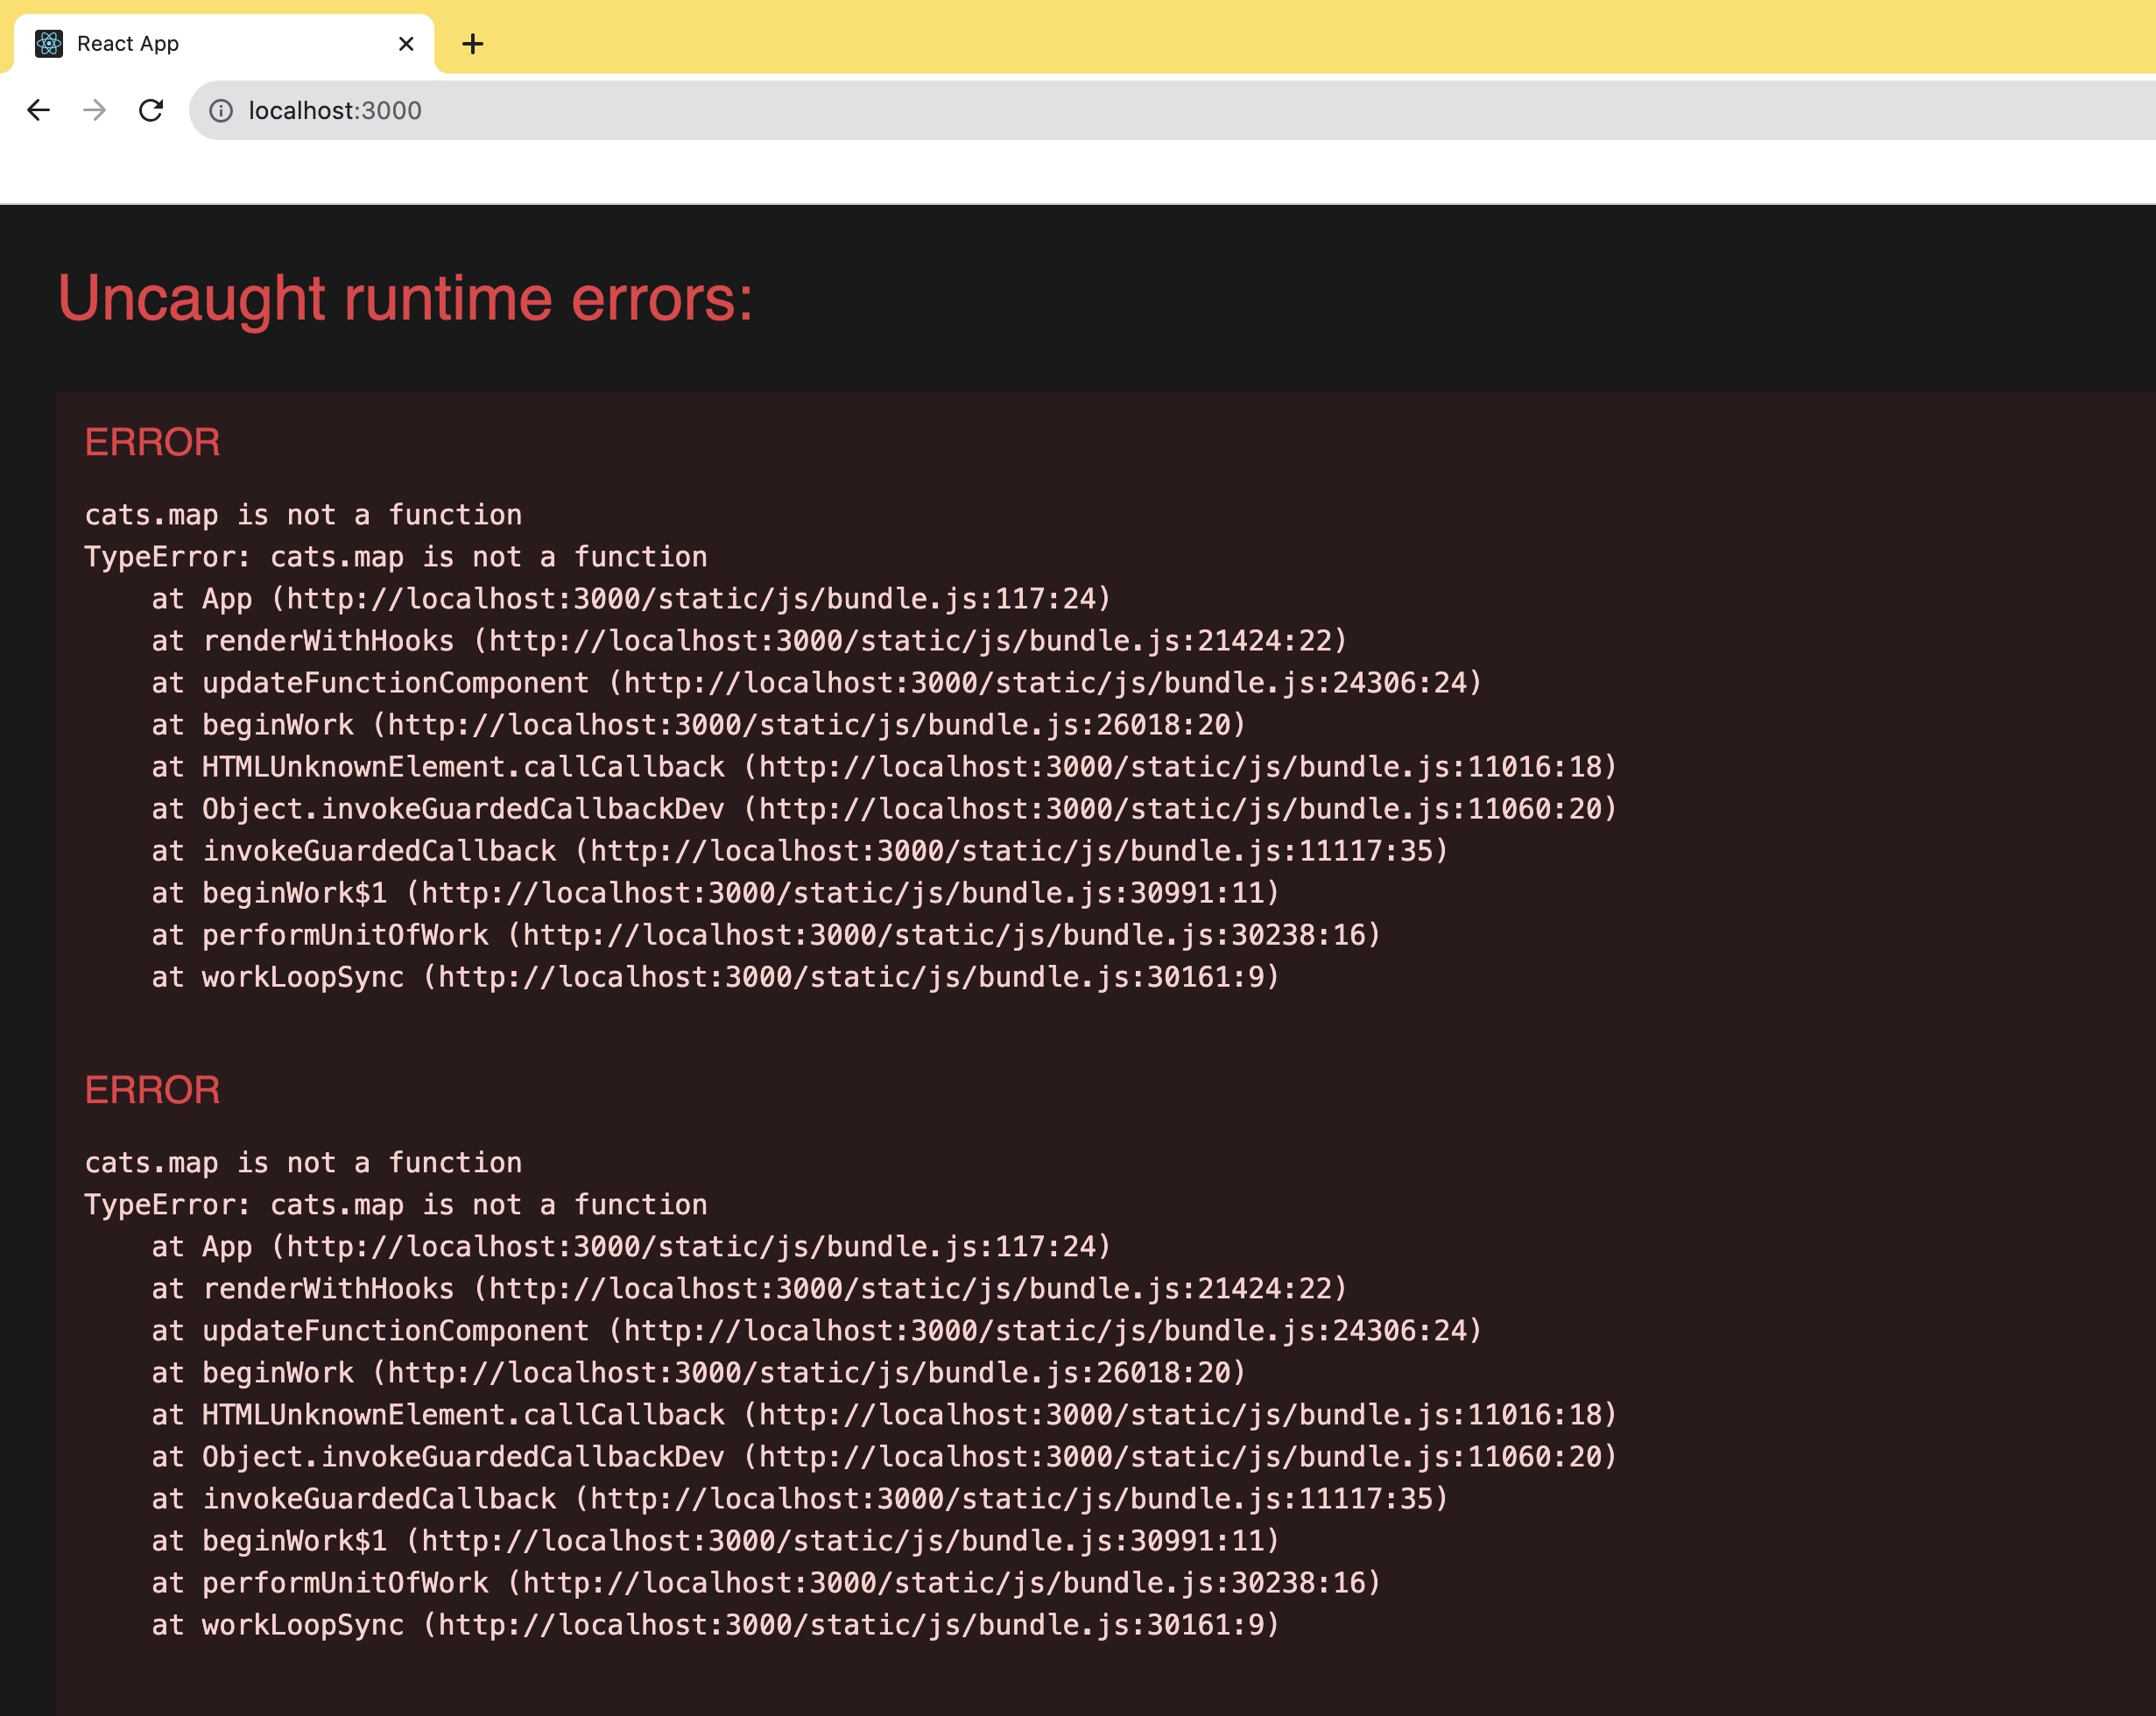 React App
localhost:3000
Uncaught runtime errors:
ERROR
cats.map is not a function
TypeError: cats.map is not a function
    at App (http://localhost:3000/static/js/bundle.js:117:24)
    at renderWithHooks (http://localhost:3000/static/js/bundle.js:21424:22)
    at updateFunctionComponent (http://localhost:3000/static/js/bundle.js:24306:24)
    at beginWork (http://localhost:3000/static/js/bundle.js:26018:20)
    at HTMLUnknownElement.callCallback (http://localhost:3000/static/js/bundle.js:11016:18)
    at Object.invokeGuardedCallbackDev (http://localhost:3000/static/js/bundle.js:11060:20)
    at invokeGuardedCallback (http://localhost:3000/static/js/bundle.js:11117:35)
    at beginWork$1 (http://localhost:3000/static/js/bundle.js:30991:11)
    at performUnitOfWork (http://localhost:3000/static/js/bundle.js:30238:16)
    at workLoopSync (http://localhost:3000/static/js/bundle.js:30161:9)
ERROR
cats.map is not a function
TypeError: cats.map is not a function
    at App (http://localhost:3000/static/js/bundle.js:117:24)
    at renderWithHooks (http://localhost:3000/static/js/bundle.js:21424:22)
    at updateFunctionComponent (http://localhost:3000/static/js/bundle.js:24306:24)
    at beginWork (http://localhost:3000/static/js/bundle.js:26018:20)
    at HTMLUnknownElement.callCallback (http://localhost:3000/static/js/bundle.js:11016:18)
    at Object.invokeGuardedCallbackDev (http://localhost:3000/static/js/bundle.js:11060:20)
    at invokeGuardedCallback (http://localhost:3000/static/js/bundle.js:11117:35)
    at beginWork$1 (http://localhost:3000/static/js/bundle.js:30991:11)
    at performUnitOfWork (http://localhost:3000/static/js/bundle.js:30238:16)
    at workLoopSync (http://localhost:3000/static/js/bundle.js:30161:9)